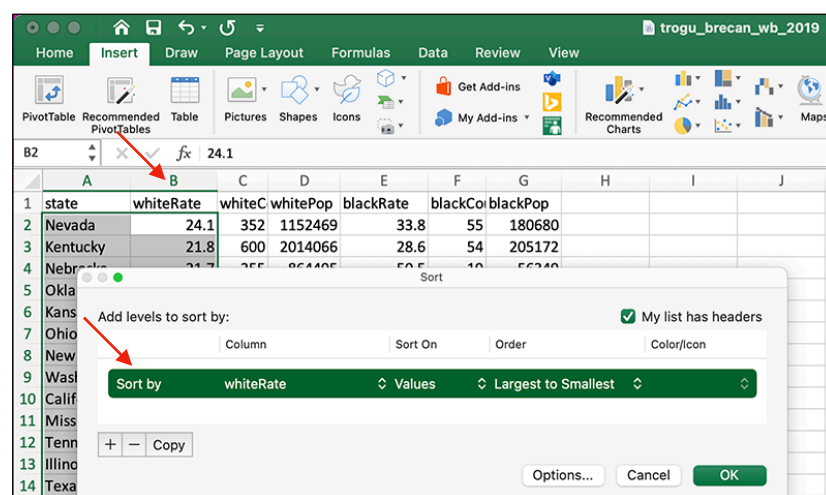 trogu_brecan_wb_2019
Home Insert Draw Page Layout Formulas Data Review View
PivotTable Recommended PivotTables Table Pictures Shapes Icons Get Add-ins My Add-ins Recommended Charts Maps
B2 fx 24.1
A B C D E F G H I J
1 state whiteRate whiteC whitePop blackRate blackCou blackPop
2 Nevada 24.1 352 1152469 33.8 55 180680
3 Kentucky 21.8 600 2014066 28.6 54 205172
4
Sort
5 Okla
Add levels to sort by: My list has headers
6 Kans
7 Ohio
Column Sort On Order Color/Icon
8 New
9 Wash
Sort by whiteRate Values Largest to Smallest
10 Calif
11 Miss
12 Tenn
+ − Copy
13 Illino
Options... Cancel OK
14 Texa